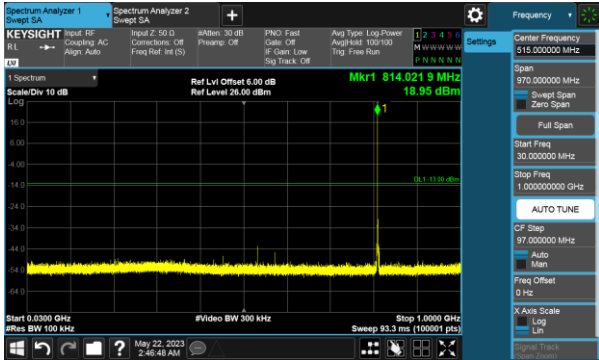 Spectrum Analyzer 1
Swept SA
Spectrum Analyzer 2
Swept SA
+
Frequency
KEYSIGHT
RL
LW
Input: RF
Coupling: AC
Align: Auto
Input Z: 50 Ω
Corrections: Off
Freq Ref: Int (S)
#Atten: 30 dB
Preamp: Off
PNO: Fast
Gate: Off
IF Gain: Low
Sig Track: Off
Avg Type: Log-Power
Avg|Hold: 100/100
Trig: Free Run
1 2 3 4 5 6
M W W W W W
P N N N N N
Settings
1 Spectrum
Scale/Div 10 dB
Log
Ref Lvl Offset 6.00 dB
Ref Level 26.00 dBm
Mkr1 814.021 9 MHz
18.95 dBm
1
16.0
6.00
-4.00
-14.0
-24.0
-34.0
-44.0
-54.0
-64.0
DL1 -13.00 dBm
Start 0.0300 GHz
#Res BW 100 kHz
#Video BW 300 kHz
Stop 1.0000 GHz
Sweep 93.3 ms (100001 pts)
May 22, 2023
2:46:48 AM
?
Center Frequency
515.000000 MHz
Span
970.000000 MHz
Swept Span
Zero Span
Full Span
Start Freq
30.000000 MHz
Stop Freq
1.000000000 GHz
AUTO TUNE
CF Step
97.000000 MHz
Auto
Man
Freq Offset
0 Hz
X Axis Scale
Log
Lin
Signal Track
(Span Zoom)